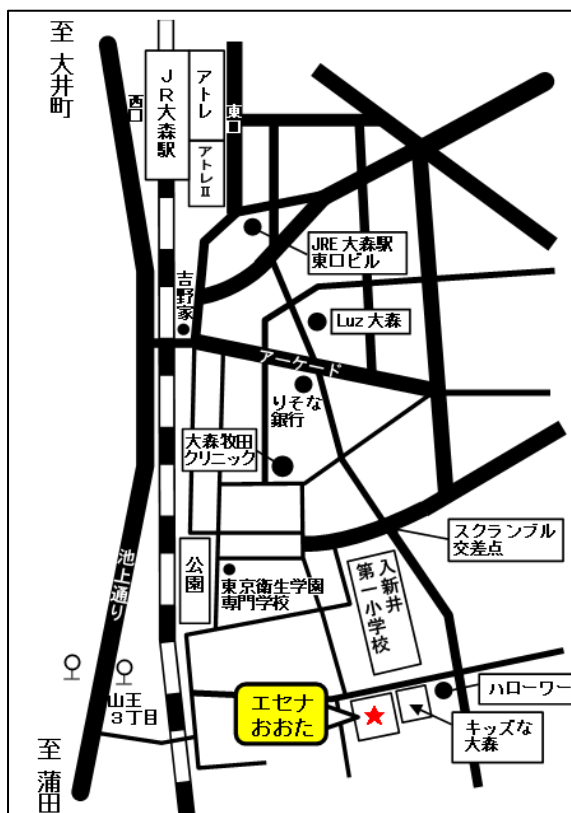 至 大井町
西口
JR大森駅
アトレ
アトレⅡ
東口
JRE 大森駅
東口ビル
吉野家
Luz 大森
アーケード
りそな
銀行
大森牧田
クリニック
スクランブル
交差点
池上通り
公園
東京衛生学園
専門学校
入新井
第一小学校
山王
3丁目
エセナ
おおた
ハローワー
キッズな
大森
至 蒲田